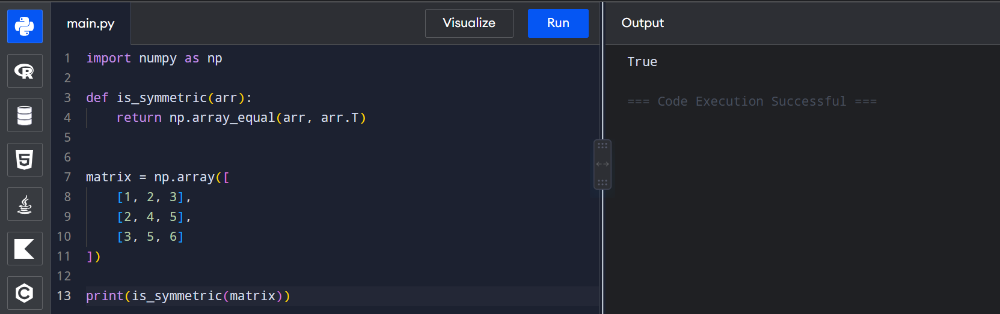 main.py
Visualize
Run
Output
1 import numpy as np
2
3 def is_symmetric(arr):
4     return np.array_equal(arr, arr.T)
5
6
7 matrix = np.array([
8     [1, 2, 3],
9     [2, 4, 5],
10     [3, 5, 6]
11 ])
12
13 print(is_symmetric(matrix))
True
=== Code Execution Successful ===